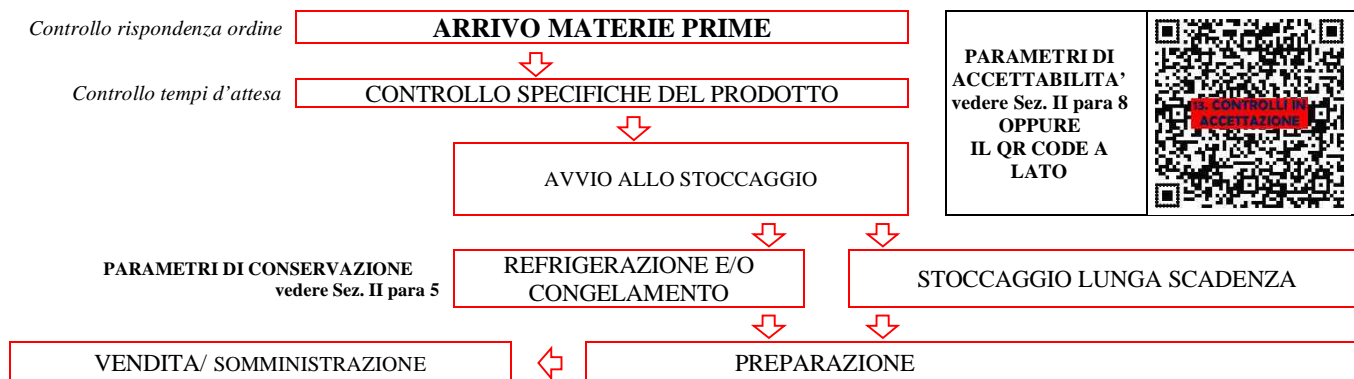 Controllo rispondenza ordine
ARRIVO MATERIE PRIME
Controllo tempi d'attesa
CONTROLLO SPECIFICHE DEL PRODOTTO
PARAMETRI DI
ACCETTABILITA'
vedere Sez. II para 8
OPPURE
IL QR CODE A
LATO
13. CONTROLLI IN
ACCETTAZIONE
AVVIO ALLO STOCCAGGIO
PARAMETRI DI CONSERVAZIONE
vedere Sez. II para 5
REFRIGERAZIONE E/O
CONGELAMENTO
STOCCAGGIO LUNGA SCADENZA
VENDITA/ SOMMINISTRAZIONE
PREPARAZIONE